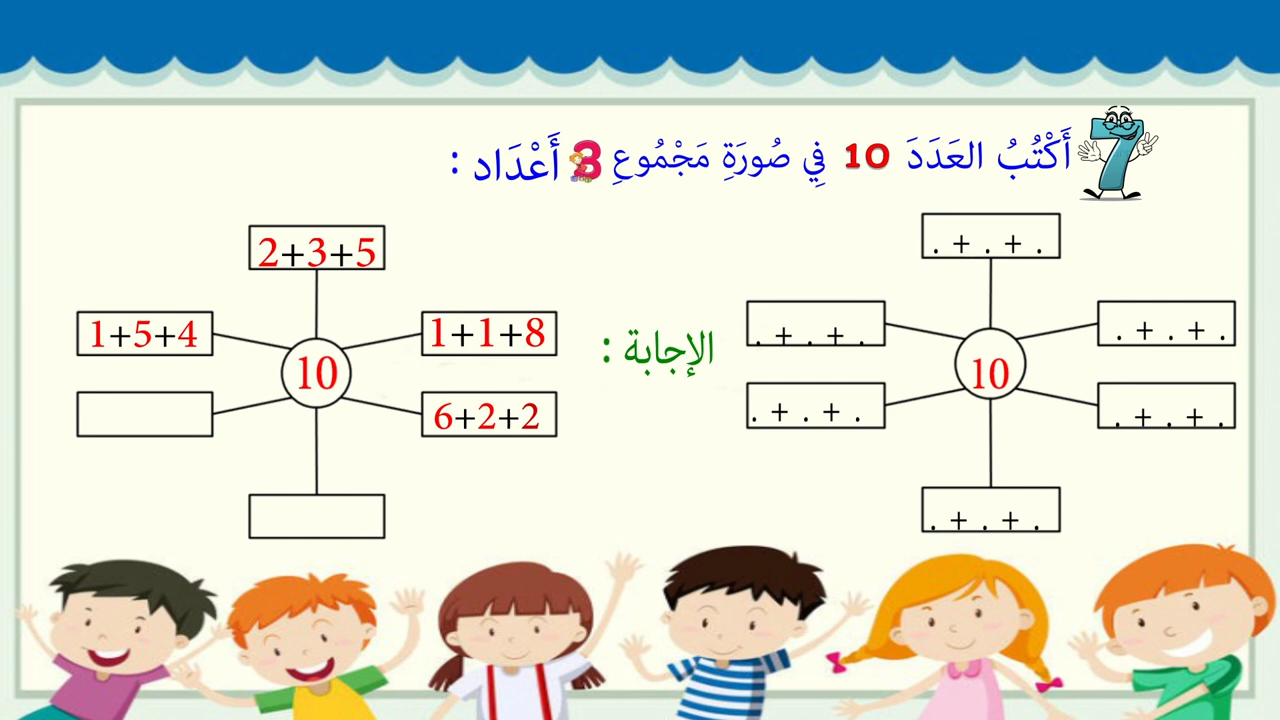 7 أَكْتُبُ العَدَدَ 10 فِي صُورَةِ مَجْمُوعِ 3 أَعْدَاد :
. + . + .
. + . + .
. + . + .
10
. + . + .
. + . + .
. + . + .
الإجابة :
2+3+5
1+1+8
1+5+4
10
6+2+2